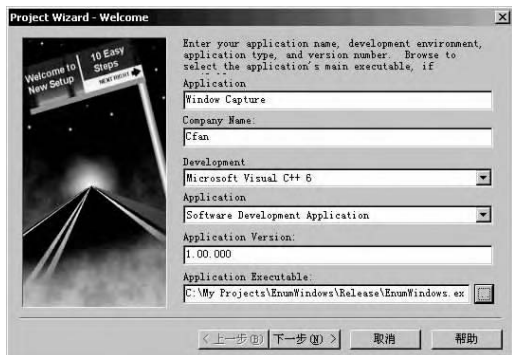 Project Wizard - Welcome
Welcome to
New Setup
10 Easy
Steps
NEXT RIGHT
Enter your application name, development environment,
application type, and version number. Browse to
select the application's main executable, if
Application
Window Capture
Company Name:
Cfan
Development
Microsoft Visual C++ 6
Application
Software Development Application
Application Version:
1.00.000
Application Executable:
C:\My Projects\EnumWindows\Release\EnumWindows.ex
< 上一步(B)
下一步(N) >
取消
帮助